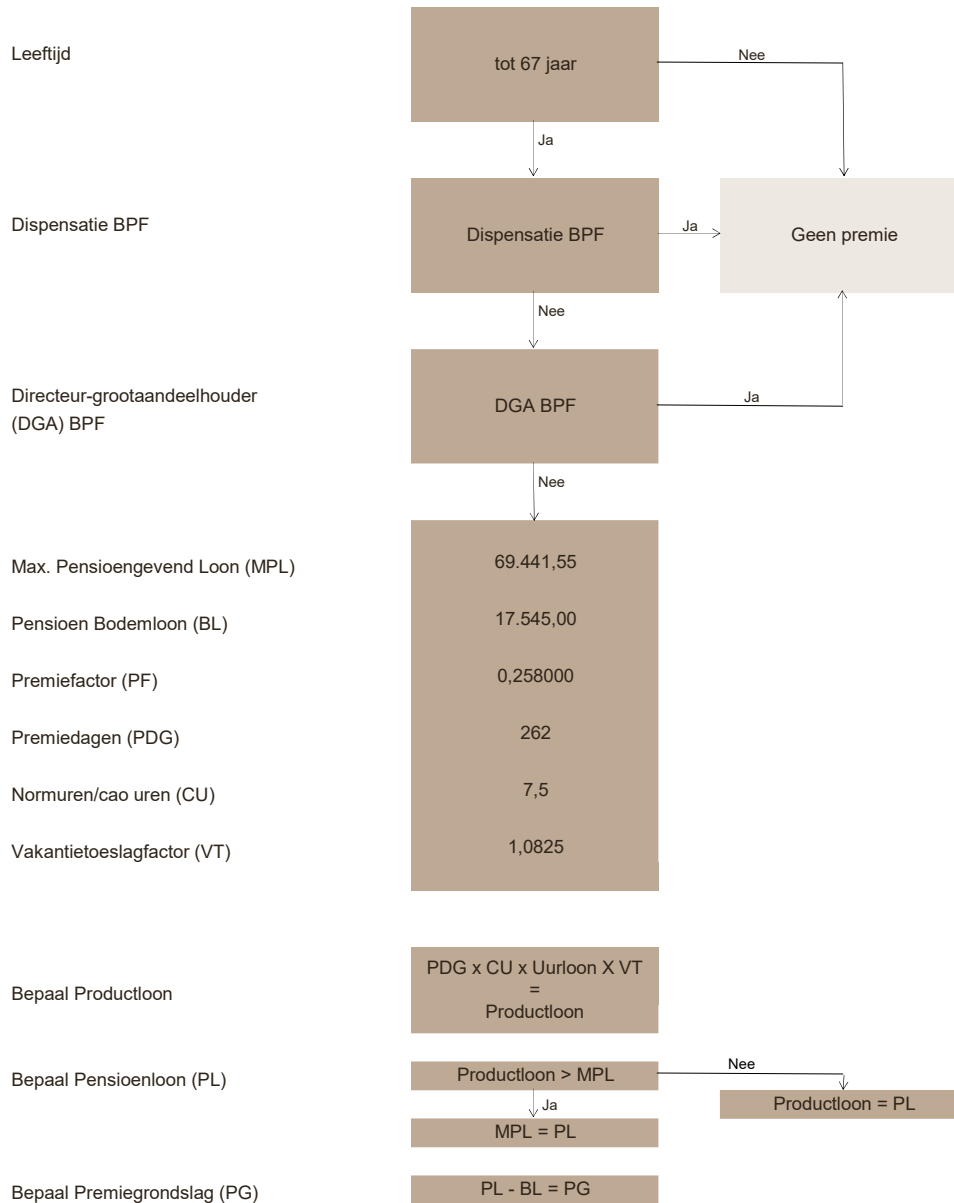 Leeftijd
tot 67 jaar
Nee
Ja
Dispensatie BPF
Dispensatie BPF
Ja
Geen premie
Nee
Directeur-grootaandeelhouder
(DGA) BPF
DGA BPF
Ja
Nee
Max. Pensioengevend Loon (MPL)
69.441,55
Pensioen Bodemloon (BL)
17.545,00
Premiefactor (PF)
0,258000
Premiedagen (PDG)
262
Normuren/cao uren (CU)
7,5
Vakantietoeslagfactor (VT)
1,0825
Bepaal Productloon
PDG x CU x Uurloon X VT
=
Productloon
Bepaal Pensioenloon (PL)
Productloon > MPL
Nee
Ja
Productloon = PL
MPL = PL
Bepaal Premiegrondslag (PG)
PL - BL = PG